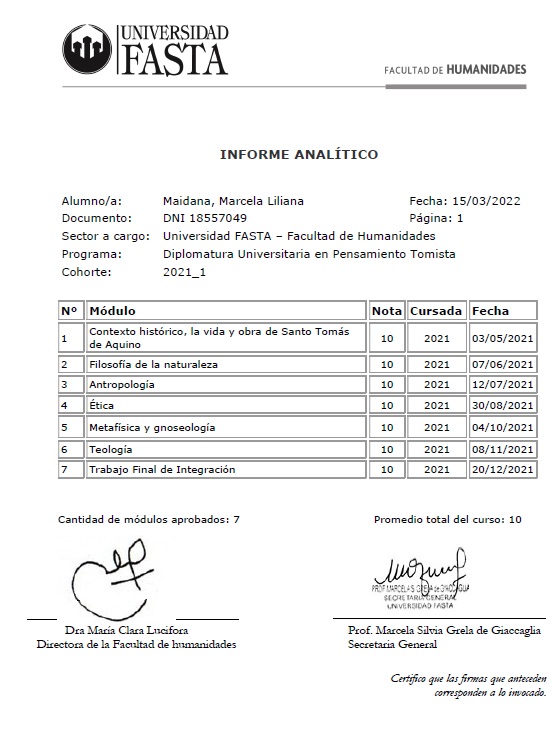 UNIVERSIDAD
FASTA
FACULTAD DE HUMANIDADES
INFORME ANALÍTICO
Alumno/a: Maidana, Marcela Liliana Fecha: 15/03/2022
Documento: DNI 18557049 Página: 1
Sector a cargo: Universidad FASTA – Facultad de Humanidades
Programa: Diplomatura Universitaria en Pensamiento Tomista
Cohorte: 2021_1
Nº Módulo Nota Cursada Fecha
1 Contexto histórico, la vida y obra de Santo Tomás de Aquino 10 2021 03/05/2021
2 Filosofía de la naturaleza 10 2021 07/06/2021
3 Antropología 10 2021 12/07/2021
4 Ética 10 2021 30/08/2021
5 Metafísica y gnoseología 10 2021 04/10/2021
6 Teología 10 2021 08/11/2021
7 Trabajo Final de Integración 10 2021 20/12/2021
Cantidad de módulos aprobados: 7 Promedio total del curso: 10
PROF. MARCELA S. GRELA de GIACCAGLIA
SECRETARIA GENERAL
UNIVERSIDAD FASTA
Dra María Clara Lucifora Prof. Marcela Silvia Grela de Giaccaglia
Directora de la Facultad de humanidades Secretaria General
Certifico que las firmas que anteceden
corresponden a lo invocado.